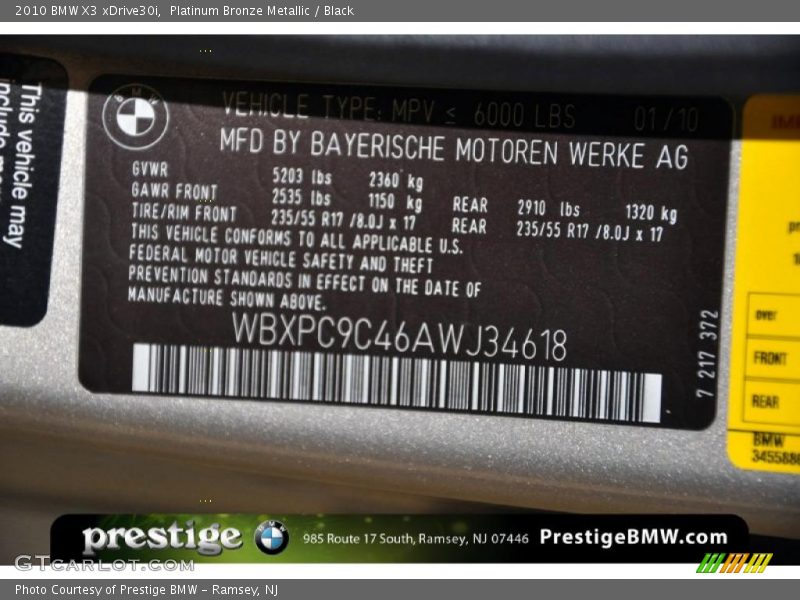 2010 BMW X3 xDrive30i, Platinum Bronze Metallic / Black
This vehicle may
include
BMW
VEHICLE TYPE: MPV ≤ 6000 LBS 01/10
MFD BY BAYERISCHE MOTOREN WERKE AG
GVWR 5203 lbs 2360 kg
GAWR FRONT 2535 lbs 1150 kg REAR 2910 lbs 1320 kg
TIRE/RIM FRONT 235/55 R17 /8.0J x 17 REAR 235/55 R17 /8.0J x 17
THIS VEHICLE CONFORMS TO ALL APPLICABLE U.S.
FEDERAL MOTOR VEHICLE SAFETY AND THEFT
PREVENTION STANDARDS IN EFFECT ON THE DATE OF
MANUFACTURE SHOWN ABOVE.
WBXPC9C46AWJ34618
7 217 372
over
FRONT
REAR
BMW
prestige BMW 985 Route 17 South, Ramsey, NJ 07446 PrestigeBMW.com
GTcarlot.com
Photo Courtesy of Prestige BMW - Ramsey, NJ